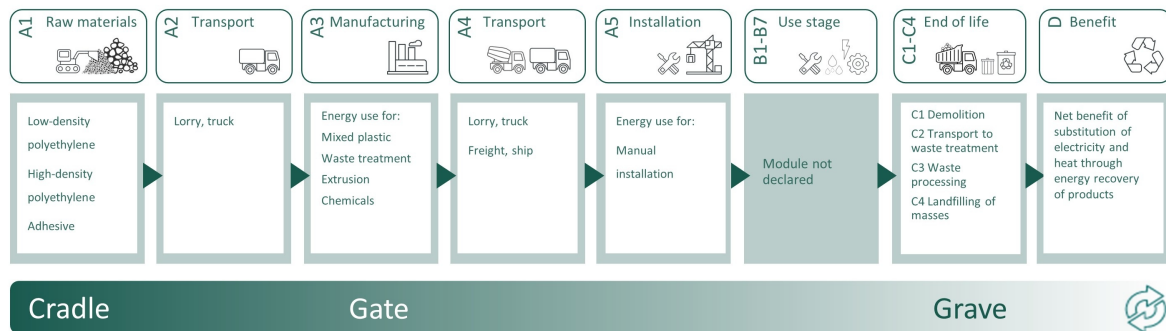 A1 Raw materials
A2 Transport
A3 Manufacturing
A4 Transport
A5 Installation
B1-B7 Use stage
C1-C4 End of life
D Benefit
Low-density
polyethylene
High-density
polyethylene
Adhesive
Lorry, truck
Energy use for:
Mixed plastic
Waste treatment
Extrusion
Chemicals
Lorry, truck
Freight, ship
Energy use for:
Manual
installation
Module not
declared
C1 Demolition
C2 Transport to
waste treatment
C3 Waste
processing
C4 Landfilling of
masses
Net benefit of
substitution of
electricity and
heat through
energy recovery
of products
Cradle
Gate
Grave